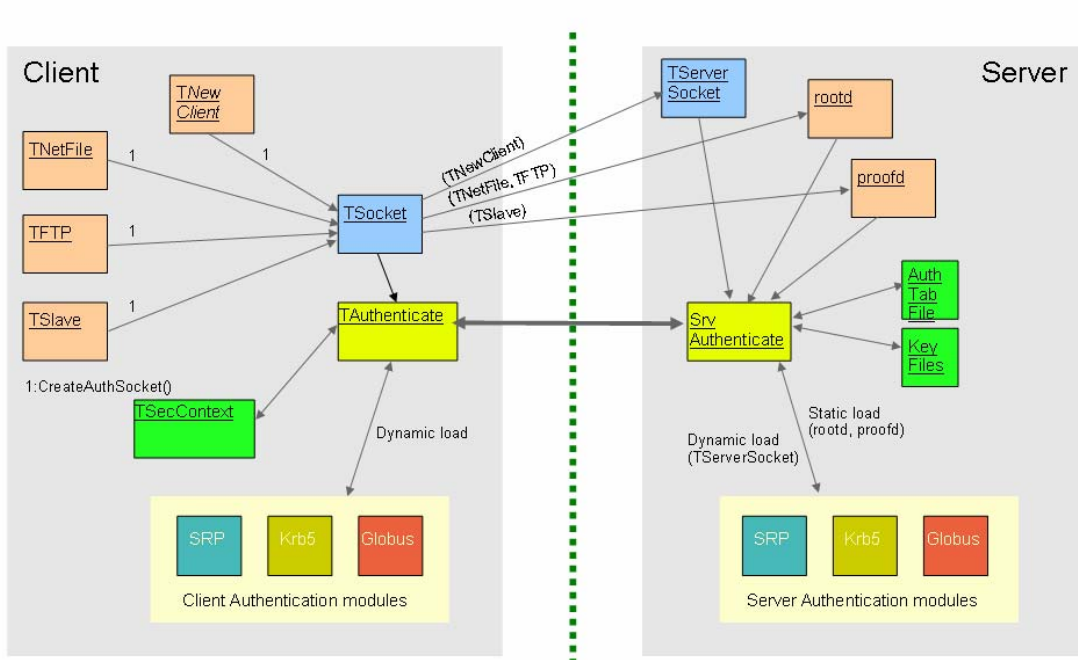 Client
Server
TNew
Client
TNetFile
TFTP
TSlave
1
1
1
1
TSocket
(TNewClient)
(TNetFile, TFTP)
(TSlave)
TServer
Socket
rootd
proofd
TAuthenticate
Srv
Authenticate
Auth
Tab
File
Key
Files
1:CreateAuthSocket()
TSecContext
Dynamic load
Static load
(rootd, proofd)
Dynamic load
(TServerSocket)
SRP
Krb5
Globus
Client Authentication modules
SRP
Krb5
Globus
Server Authentication modules